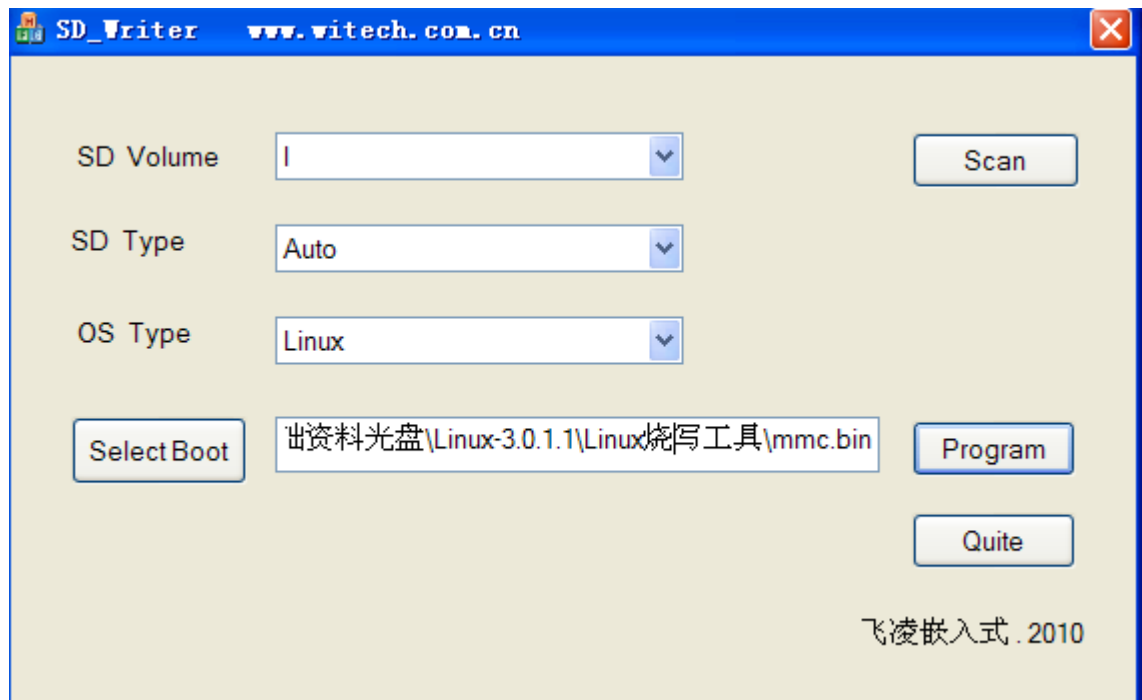 SD_Writer www.witech.com.cn
SD Volume I Scan
SD Type Auto
OS Type Linux
Select Boot 资料光盘\Linux-3.0.1.1\Linux烧写工具\mmc.bin Program
Quite
飞凌嵌入式 . 2010